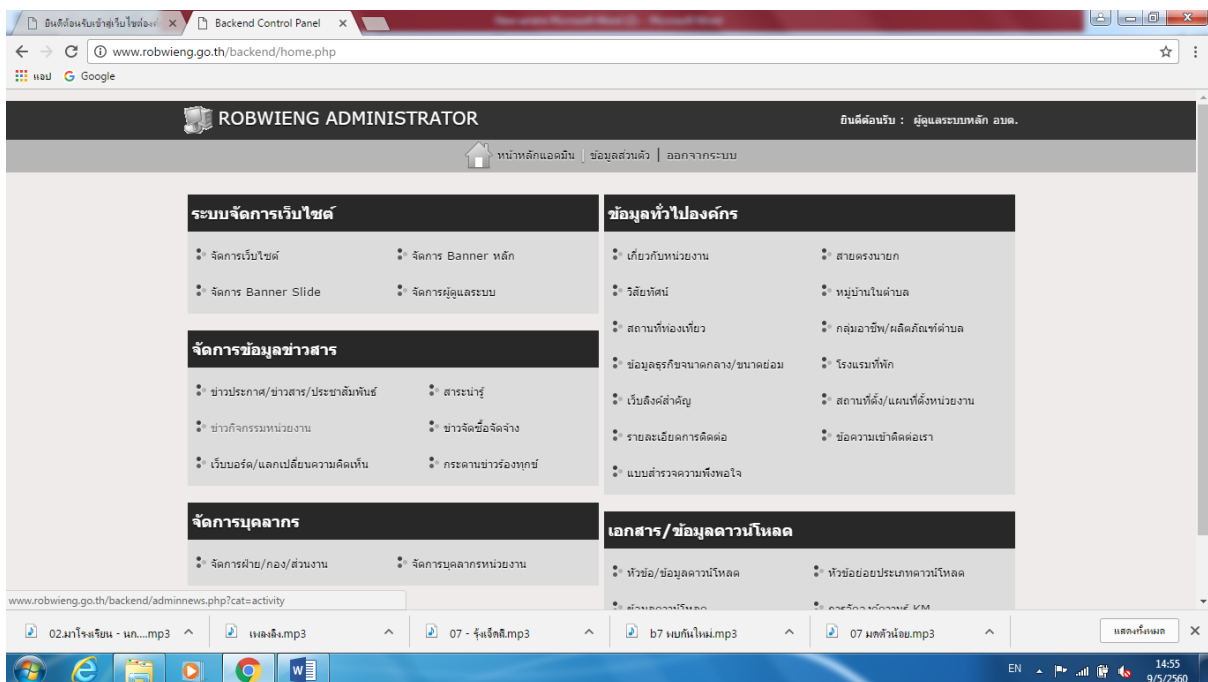 ยินดีต้อนรับเข้าสู่เว็บไซต์องค์
Backend Control Panel
www.robwieng.go.th/backend/home.php
แอป
Google
ROBWIENG ADMINISTRATOR
ยินดีต้อนรับ : ผู้ดูแลระบบหลัก อบต.
หน้าหลักแอดมิน | ข้อมูลส่วนตัว | ออกจากระบบ
ระบบจัดการเว็บไซต์
จัดการเว็บไซต์
จัดการ Banner หลัก
จัดการ Banner Slide
จัดการผู้ดูแลระบบ
จัดการข้อมูลข่าวสาร
ข่าวประกาศ/ข่าวสาร/ประชาสัมพันธ์
สาระน่ารู้
ข่าวกิจกรรมหน่วยงาน
ข่าวจัดซื้อจัดจ้าง
เว็บบอร์ด/แลกเปลี่ยนความคิดเห็น
กระดานข่าวร้องทุกข์
จัดการบุคลากร
จัดการฝ่าย/กอง/ส่วนงาน
จัดการบุคลากรหน่วยงาน
ข้อมูลทั่วไปองค์กร
เกี่ยวกับหน่วยงาน
สายตรงนายก
วิสัยทัศน์
หมู่บ้านในตำบล
สถานที่ท่องเที่ยว
กลุ่มอาชีพ/ผลิตภัณฑ์ตำบล
ข้อมูลธุรกิจขนาดกลาง/ขนาดย่อม
โรงแรมที่พัก
เว็บลิงค์สำคัญ
สถานที่ตั้ง/แผนที่ตั้งหน่วยงาน
รายละเอียดการติดต่อ
ข้อความเข้าติดต่อเรา
แบบสำรวจความพึงพอใจ
เอกสาร/ข้อมูลดาวน์โหลด
หัวข้อ/ข้อมูลดาวน์โหลด
หัวข้อย่อยประเภทดาวน์โหลด
www.robwieng.go.th/backend/adminnews.php?cat=activity
02.มาโรงเรียน - นก....mp3
เพลงลิง.mp3
07 - รุ้งเจ็ดสี.mp3
b7 พบกันใหม่.mp3
07 มดตัวน้อย.mp3
แสดงทั้งหมด
EN
14:55
9/5/2560